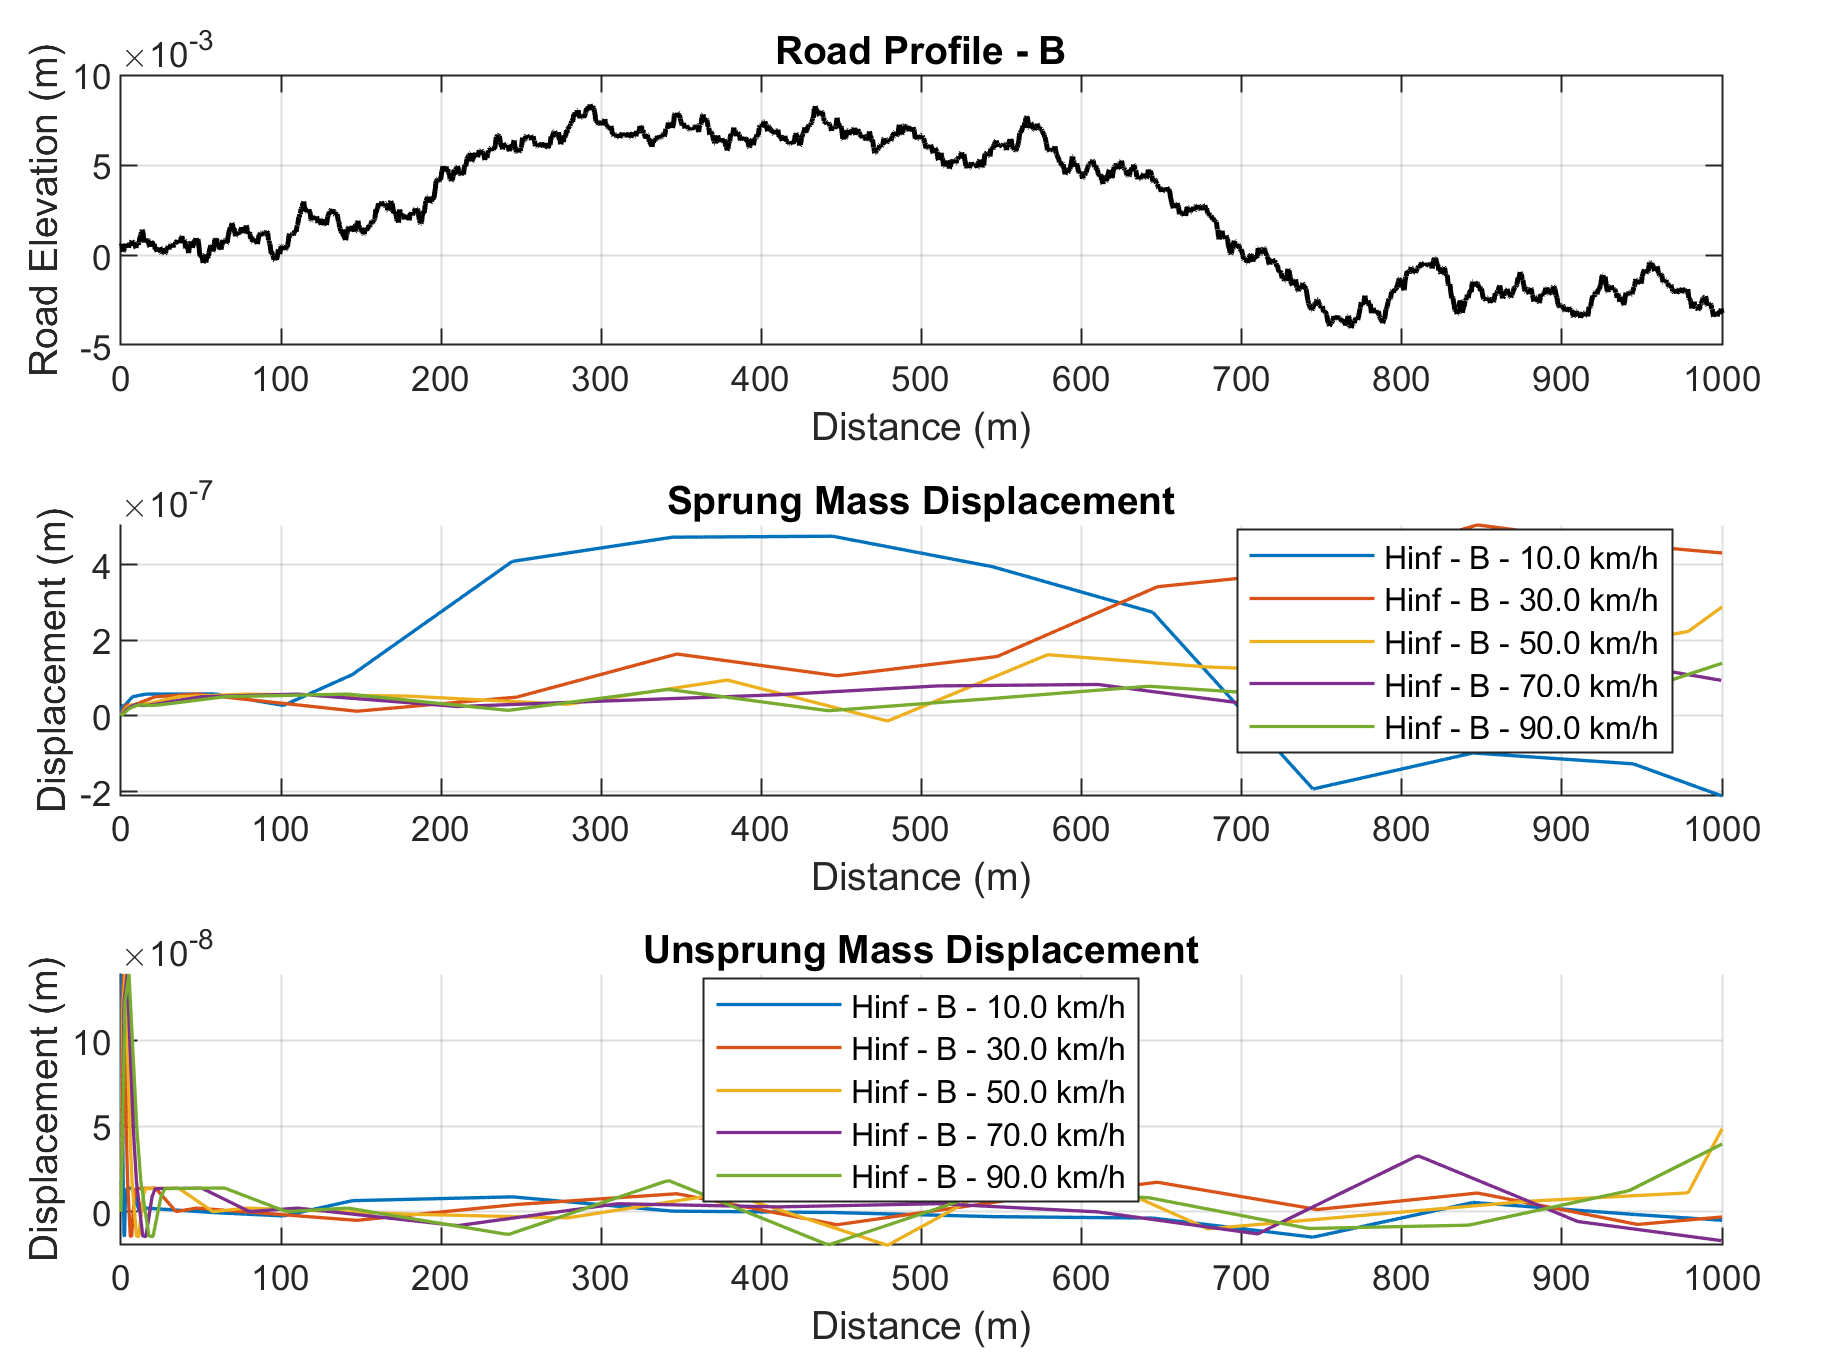 Road Profile - B
×10-3
Road Elevation (m)
10
5
0
-5
0 100 200 300 400 500 600 700 800 900 1000
Distance (m)
Sprung Mass Displacement
×10-7
Displacement (m)
4
2
0
-2
Hinf - B - 10.0 km/h
Hinf - B - 30.0 km/h
Hinf - B - 50.0 km/h
Hinf - B - 70.0 km/h
Hinf - B - 90.0 km/h
0 100 200 300 400 500 600 700 800 900 1000
Distance (m)
Unsprung Mass Displacement
×10-8
Displacement (m)
10
5
0
Hinf - B - 10.0 km/h
Hinf - B - 30.0 km/h
Hinf - B - 50.0 km/h
Hinf - B - 70.0 km/h
Hinf - B - 90.0 km/h
0 100 200 300 400 500 600 700 800 900 1000
Distance (m)